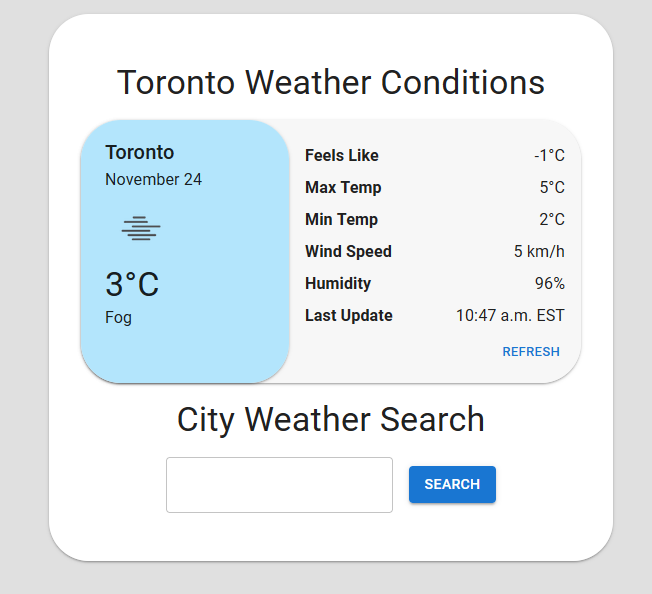 Toronto Weather Conditions
Toronto
November 24
3°C
Fog
Feels Like -1°C
Max Temp 5°C
Min Temp 2°C
Wind Speed 5 km/h
Humidity 96%
Last Update 10:47 a.m. EST
REFRESH
City Weather Search
SEARCH